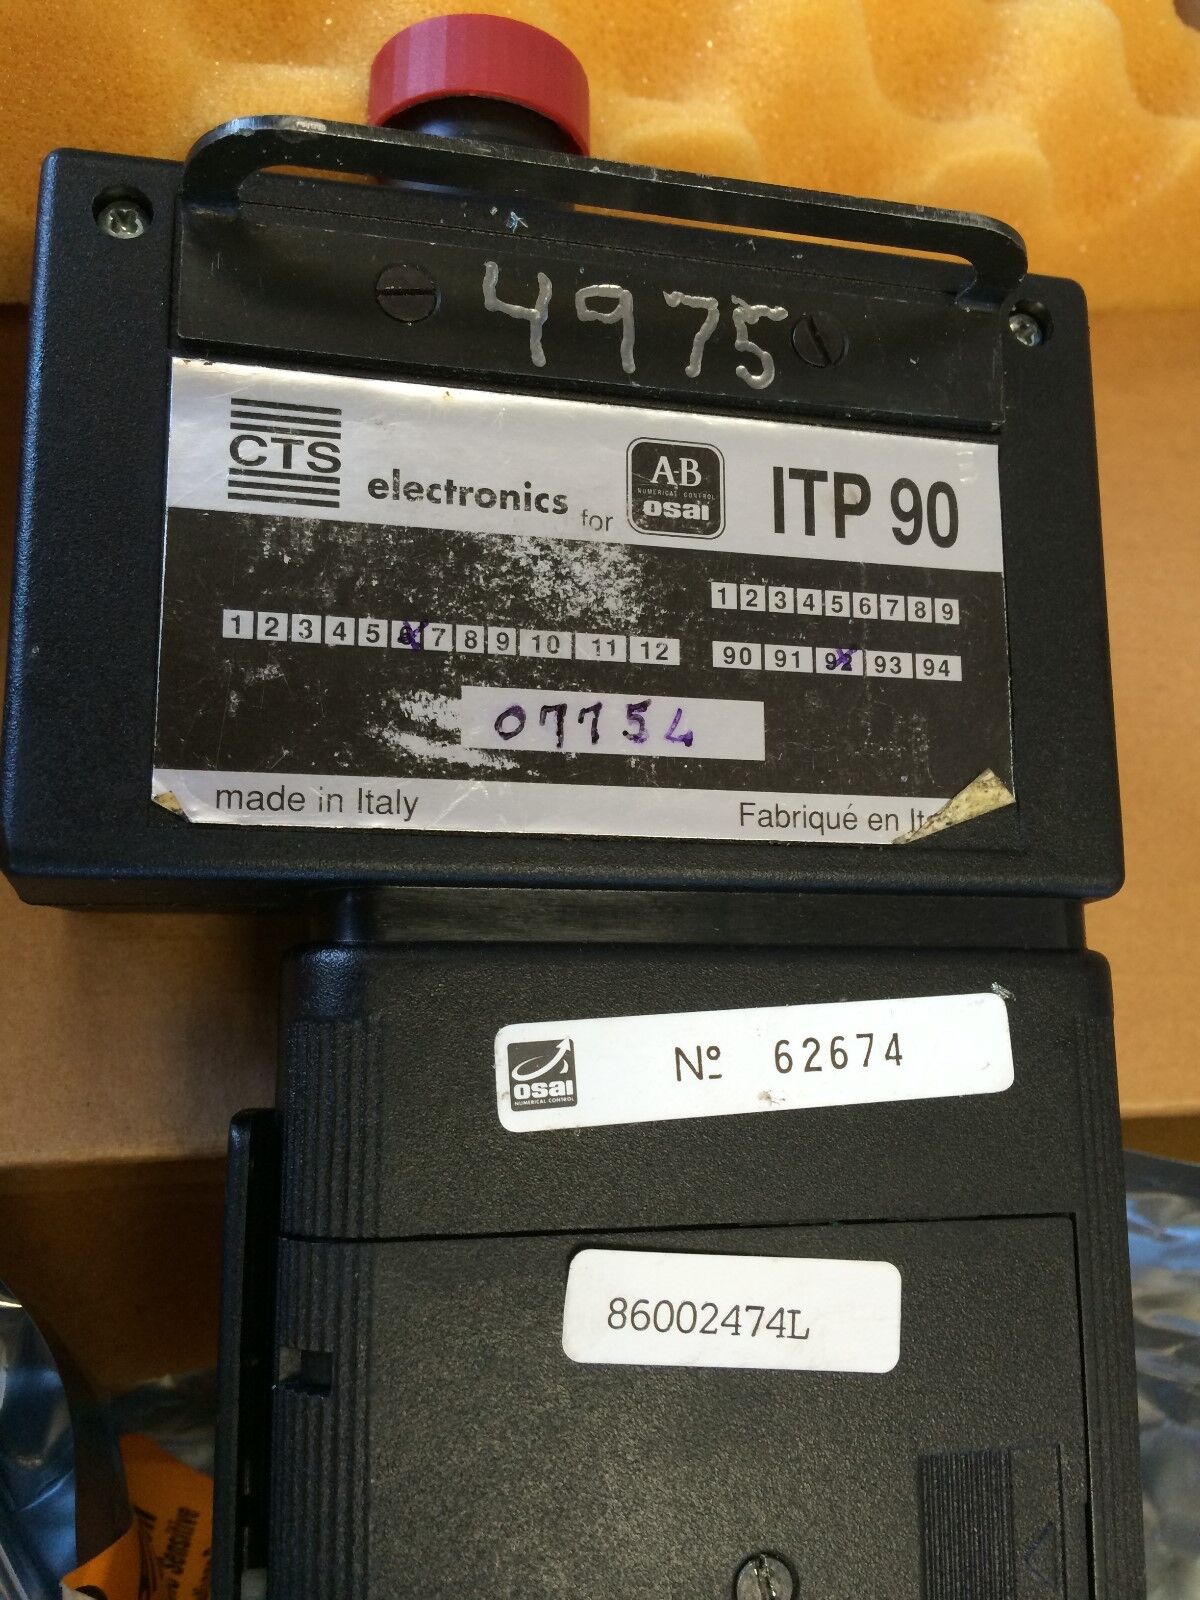 4975
CTS
electronics for
A-B
NUMERICAL CONTROL
osai
ITP 90
1 2 3 4 5 6 7 8 9
1 2 3 4 5 6 7 8 9 10 11 12
90 91 92 93 94
07754
made in Italy
Fabriqué en
osai
NUMERICAL CONTROL
Nº 62674
86002474L
Sensitive